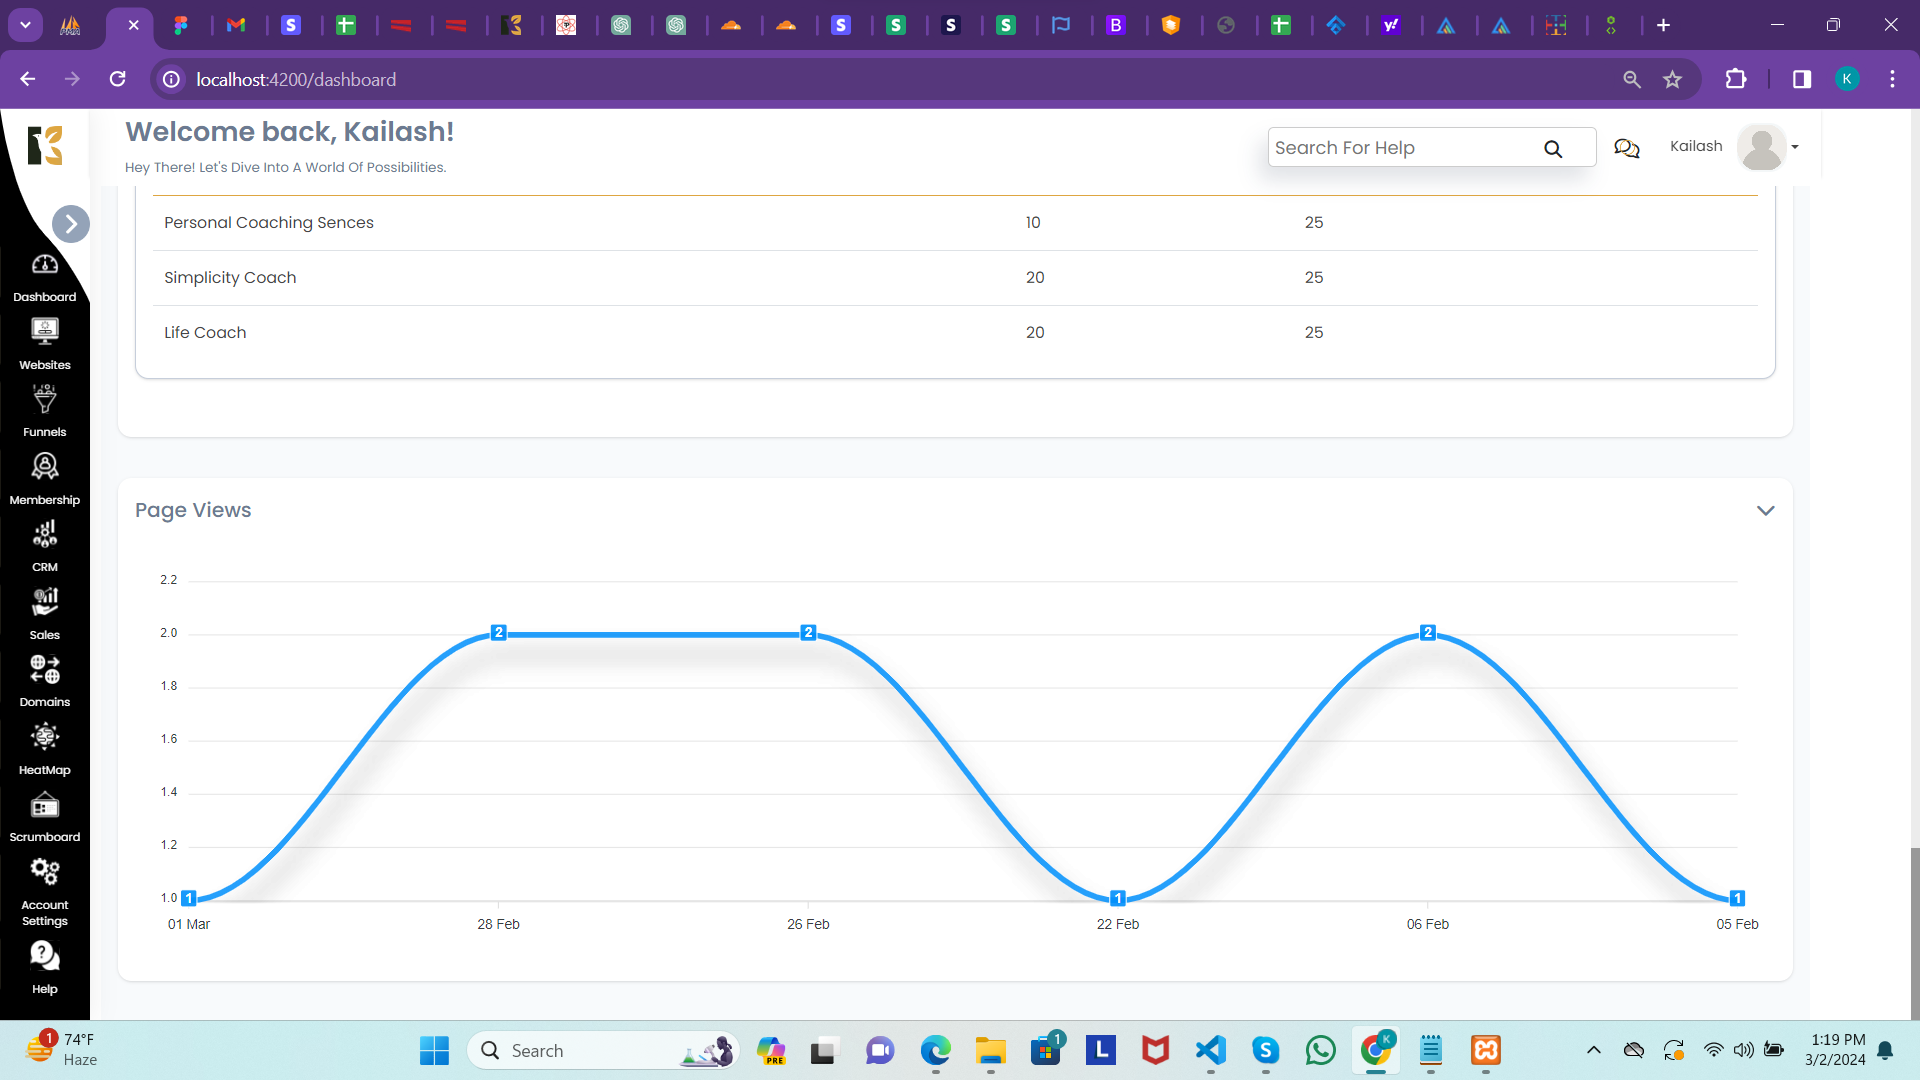 localhost:4200/dashboard
K
Welcome back, Kailash!
Hey There! Let's Dive Into A World Of Possibilities.
Search For Help
Kailash
Personal Coaching Sences 10 25
Simplicity Coach 20 25
Life Coach 20 25
Dashboard
Websites
Funnels
Membership
CRM
Sales
Domains
HeatMap
Scrumboard
Account
Settings
Help
Page Views
2.2
2.0
1.8
1.6
1.4
1.2
1.0
1 2 2 1 2 1
01 Mar 28 Feb 26 Feb 22 Feb 06 Feb 05 Feb
1
74°F
Haze
Search
PRE
1
L
S
K
1:19 PM
3/2/2024